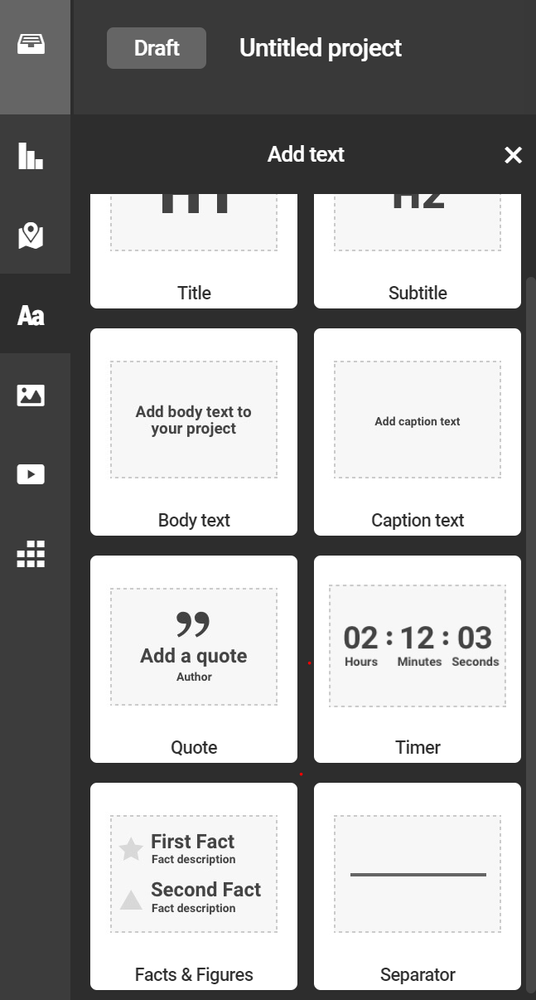 Draft Untitled project
Add text
Aa
H1 H2
Title Subtitle
Add body text to
your project
Add caption text
Body text Caption text
”
Add a quote
Author
02 : 12 : 03
Hours Minutes Seconds
Quote Timer
First Fact
Fact description
Second Fact
Fact description
Facts & Figures Separator